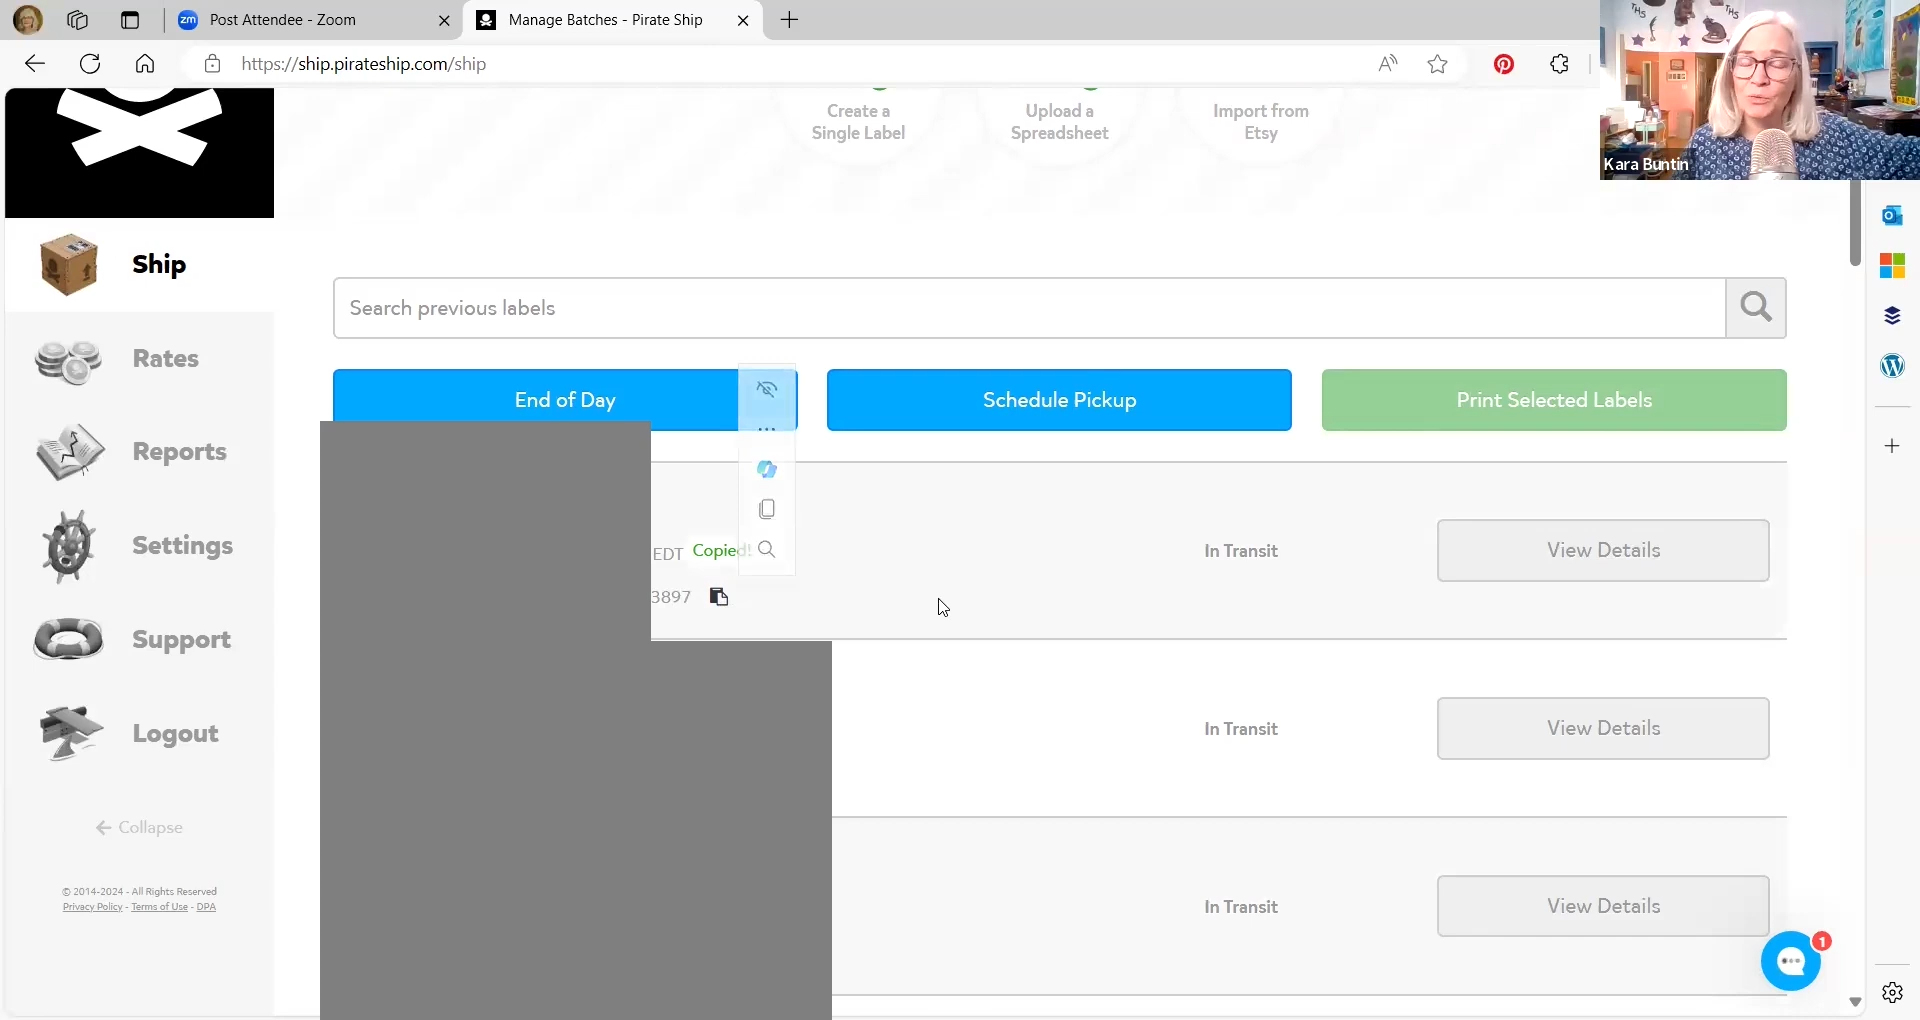 Post Attendee - Zoom
Manage Batches - Pirate Ship
https://ship.pirateship.com/ship
THS
THS
Kara Buntin
Create a
Single Label
Upload a
Spreadsheet
Import from
Etsy
Ship
Search previous labels
Rates
End of Day
Schedule Pickup
Print Selected Labels
Reports
Settings
EDT Copied!
In Transit
View Details
3897
Support
Logout
In Transit
View Details
Collapse
© 2014-2024 - All Rights Reserved
Privacy Policy - Terms of Use - DPA
In Transit
View Details
1